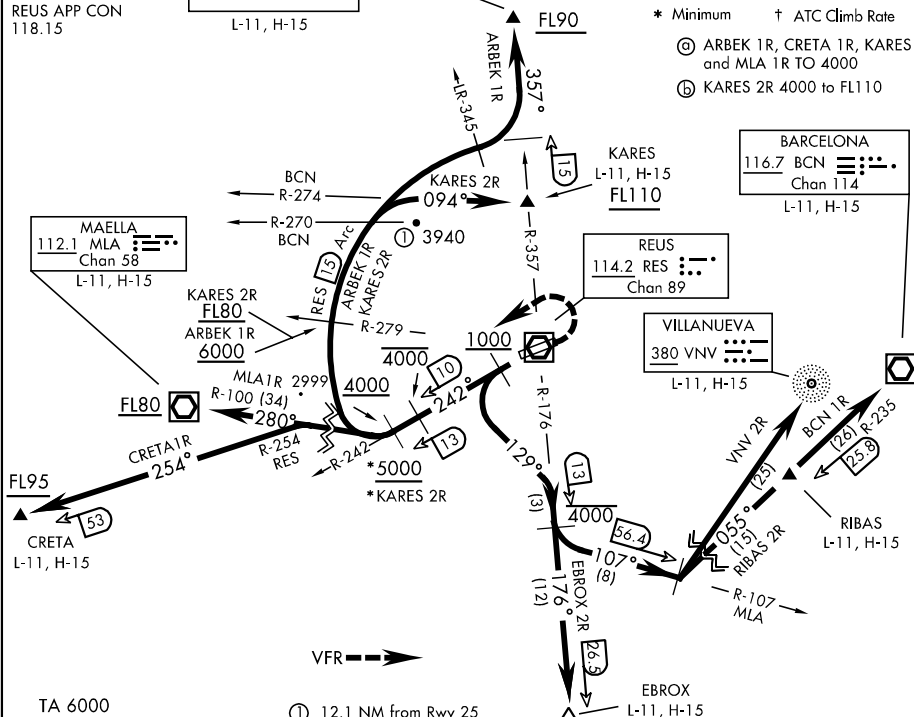 REUS APP CON
118.15
L-11, H-15
FL90
* Minimum † ATC Climb Rate
ⓐ ARBEK 1R, CRETA 1R, KARES
and MLA 1R TO 4000
ⓑ KARES 2R 4000 to FL110
ARBEK 1R
357°
LR-345
15
KARES
L-11, H-15
FL110
BARCELONA
116.7 BCN
Chan 114
L-11, H-15
BCN
R-274
KARES 2R
094°
R-270
BCN
① 3940
R-357
MAELLA
112.1 MLA
Chan 58
L-11, H-15
RES 15 Arc
ARBEK 1R
KARES 2R
REUS
114.2 RES
Chan 89
KARES 2R
FL80
ARBEK 1R
6000
R-279
1000
VILLANUEVA
380 VNV
L-11, H-15
4000
10
MLA1R
R-100 (34)
2999
4000
FL80
280°
242°
13
R-176
R-254
RES
R-242
CRETA1R
254°
*5000
*KARES 2R
129°
(3)
13
VNV 2R
(25)
BCN 1R
(26)
R-235
25.8
FL95
53
CRETA
L-11, H-15
4000
56.4
107°
(8)
055°
(15)
RIBAS 2R
RIBAS
L-11, H-15
R-107
MLA
EBROX 2R
176°
(12)
26.5
VFR
EBROX
L-11, H-15
TA 6000
① 12.1 NM from Rwy 25